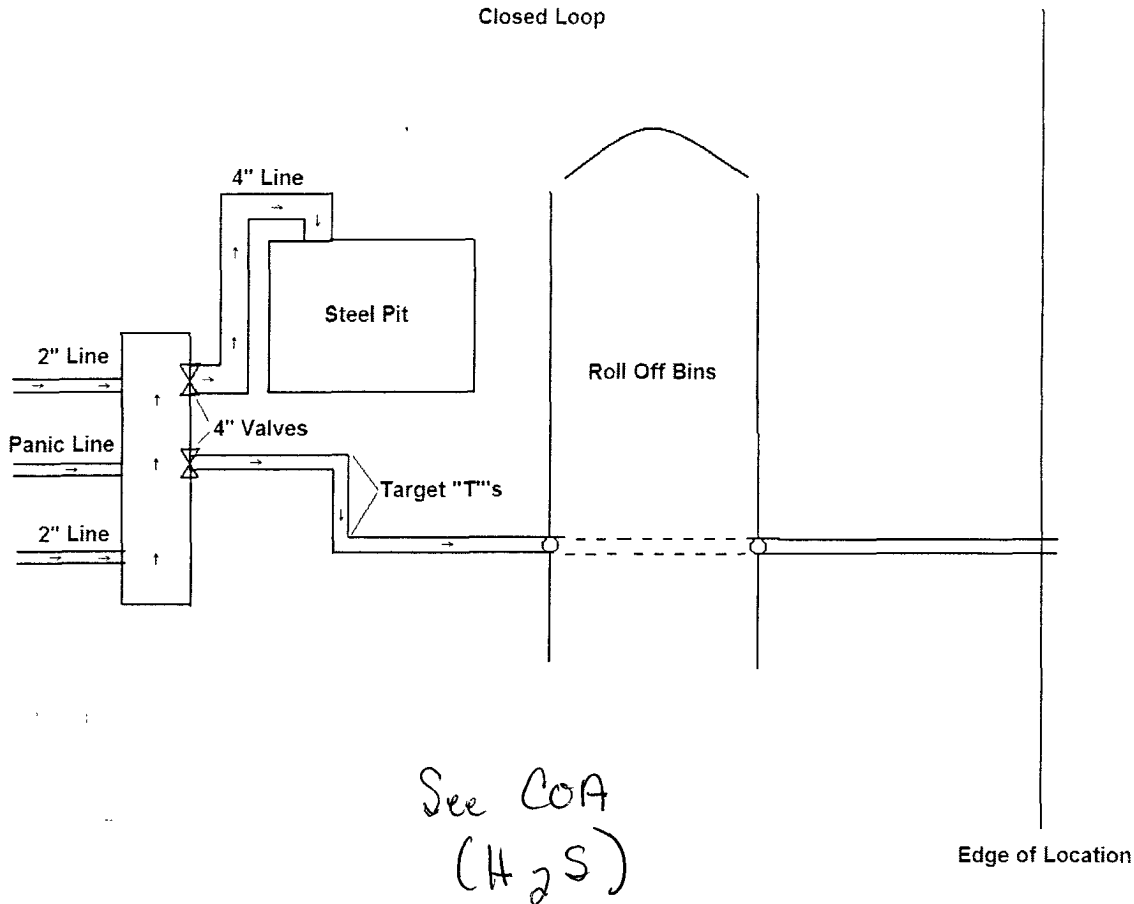 Closed Loop
4" Line
Steel Pit
2" Line
Roll Off Bins
4" Valves
Panic Line
Target "T"'s
2" Line
See COA
(H2S)
Edge of Location